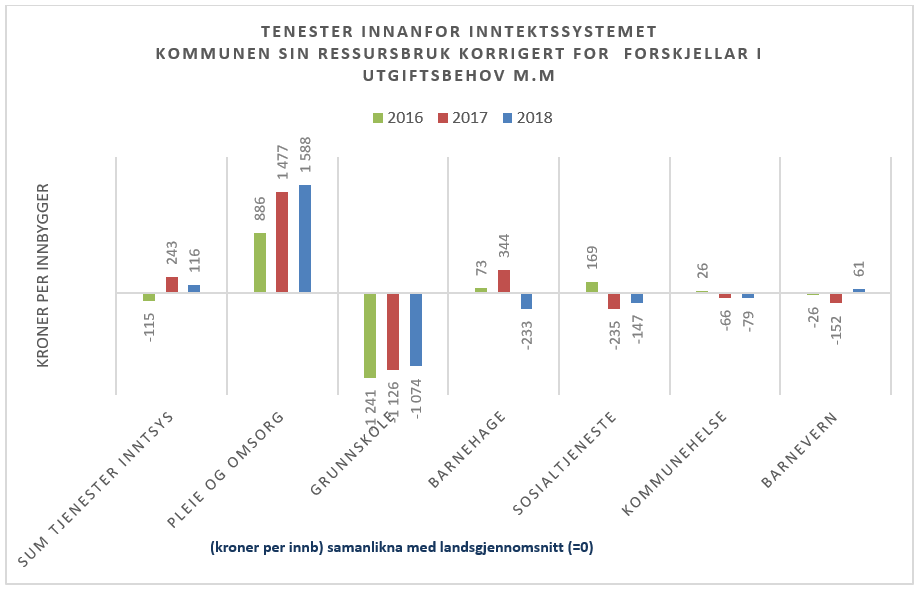 TENESTER INNANFOR INNTEKTSSYSTEMET
KOMMUNEN SIN RESSURSBRUK KORRIGERT FOR FORSKJELLAR I
UTGIFTSBEHOV M.M
2016 2017 2018
KRONER PER INNBYGGER
-115 243 116
886 1 477 1 588
-1 241 -1 126 -1 074
73 344 -233
169 -235 -147
26 -66 -79
-26 -152 61
SUM TJENESTER INNTSYS
PLEIE OG OMSORG
GRUNNSKOLE
BARNEHAGE
SOSIALTJENESTE
KOMMUNEHELSE
BARNEVERN
(kroner per innb) samanlikna med landsgjennomsnitt (=0)